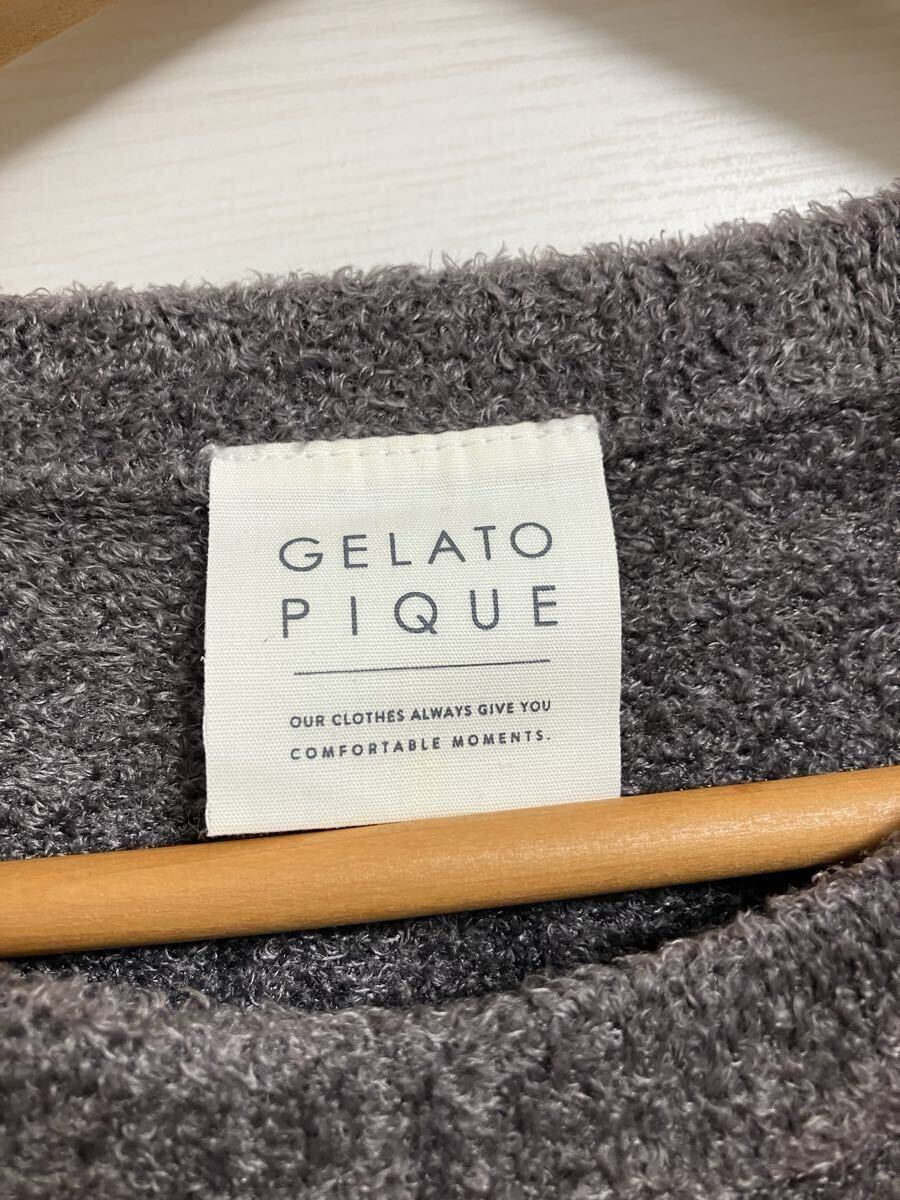 GELATO
PIQUE
OUR CLOTHES ALWAYS GIVE YOU
COMFORTABLE MOMENTS.